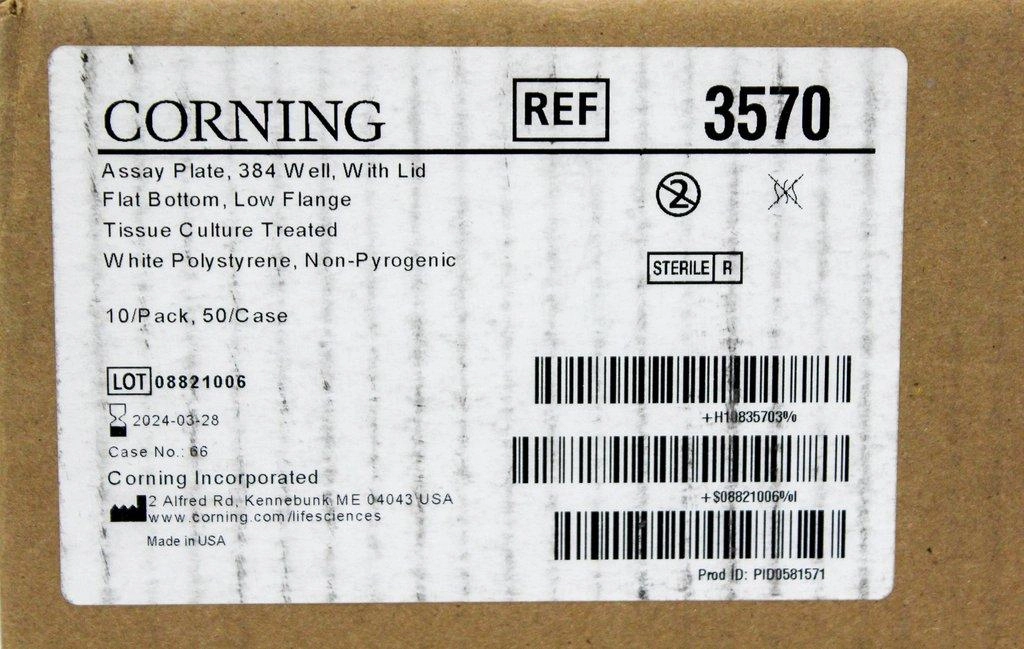 CORNING REF 3570
Assay Plate, 384 Well, With Lid
Flat Bottom, Low Flange
2
Tissue Culture Treated
White Polystyrene, Non-Pyrogenic
STERILE R
10/Pack, 50/Case
LOT 08821006
2024-03-28
Case No.: 66
Corning Incorporated
2 Alfred Rd, Kennebunk ME 04043 USA
www.corning.com/lifesciences
Made in USA
+H10835703%
+$08821006%I
Prod ID: PID0581571